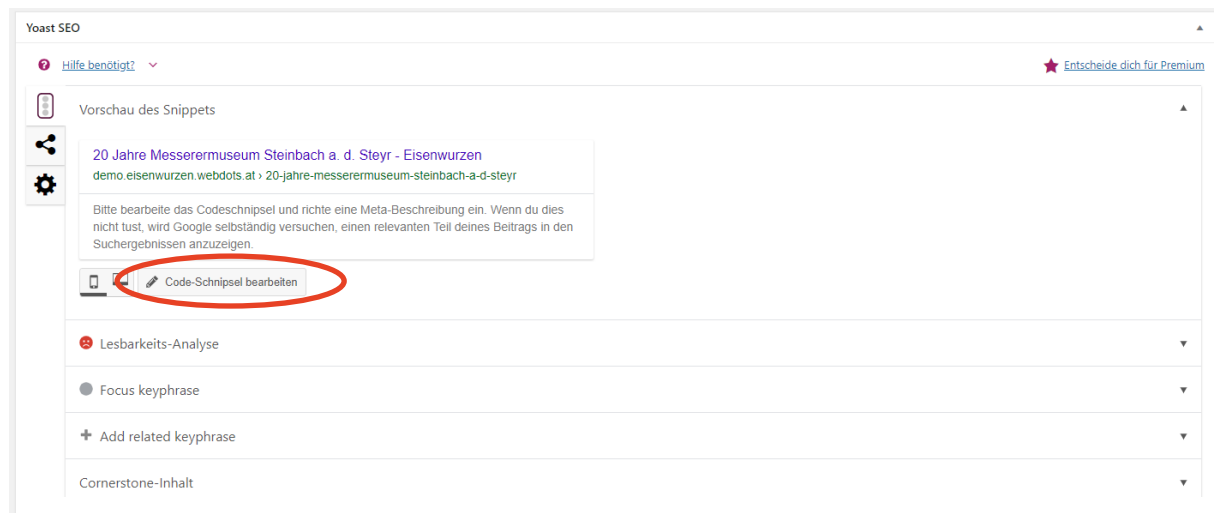 Yoast SEO
Hilfe benötigt?
Entscheide dich für Premium
Vorschau des Snippets
20 Jahre Messerermuseum Steinbach a. d. Steyr - Eisenwurzen
demo.eisenwurzen.webdots.at › 20-jahre-messerermuseum-steinbach-a-d-steyr
Bitte bearbeite das Codeschnipsel und richte eine Meta-Beschreibung ein. Wenn du dies
nicht tust, wird Google selbständig versuchen, einen relevanten Teil deines Beitrags in den
Suchergebnissen anzuzeigen.
Code-Schnipsel bearbeiten
Lesbarkeits-Analyse
Focus keyphrase
Add related keyphrase
Cornerstone-Inhalt